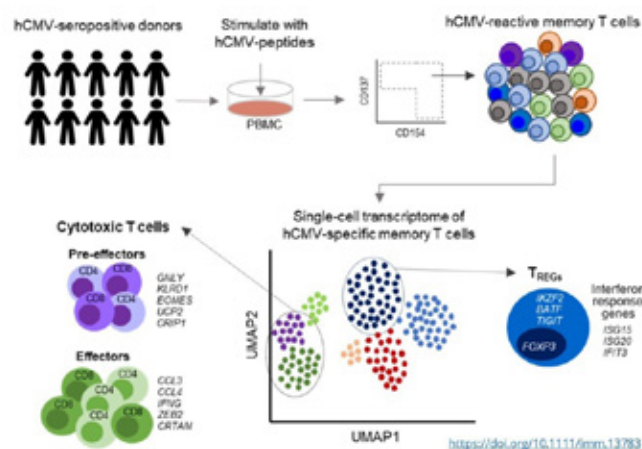 hCMV-seropositive donors
Stimulate with
hCMV-peptides
PBMC
CD137
CD154
hCMV-reactive memory T cells
Single-cell transcriptome of
hCMV-specific memory T cells
UMAP2
UMAP1
Cytotoxic T cells
Pre-effectors
CD4
CD8
CD8
CD4
GNLY
KLRD1
EOMES
UCP2
CRIP1
Effectors
CD8
CD4
CD4
CD8
CD4
CD8
CCL3
CCL4
IFNG
ZEB2
CRTAM
TREGs
IKZF2
BATF
TIGIT
FOXP3
Interferon
response
genes
ISG15
ISG20
IFIT3
https://doi.org/10.1111/imm.13783